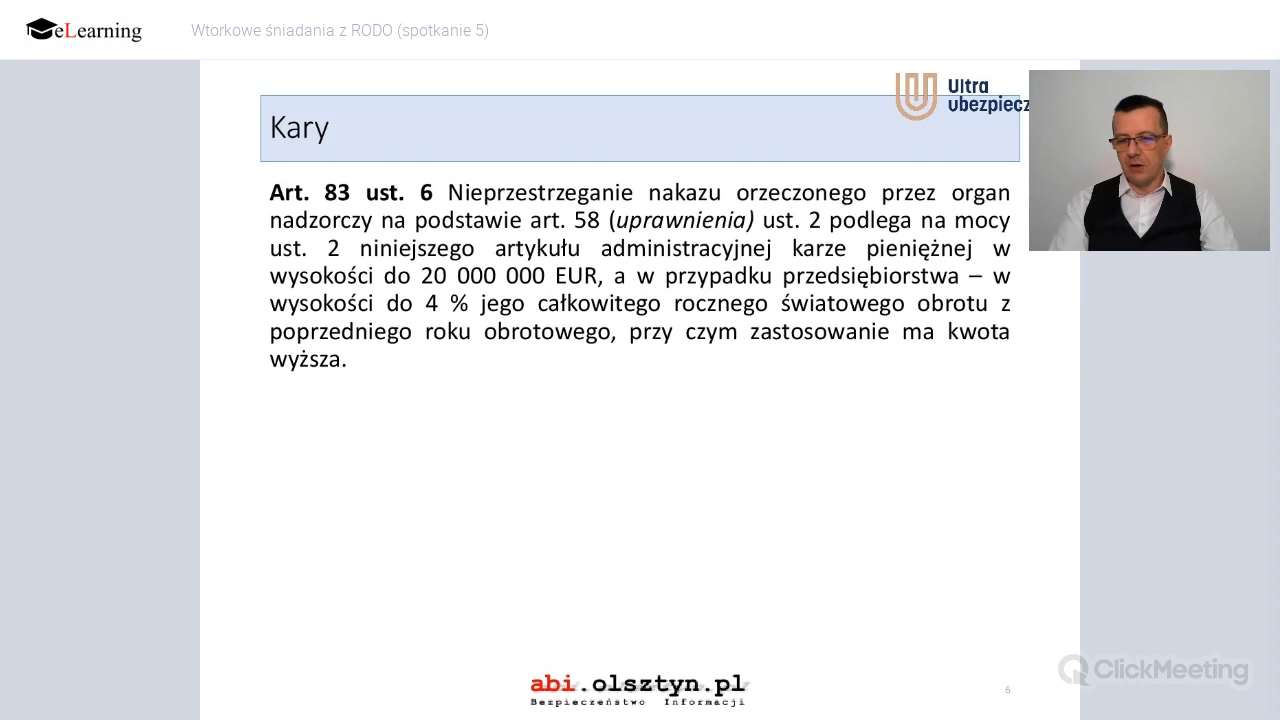 eLearning
Wtorkowe śniadania z RODO (spotkanie 5)
Ultra
ubezpiecz
Kary
Art. 83 ust. 6 Nieprzestrzeganie nakazu orzeczonego przez organ
nadzorczy na podstawie art. 58 (uprawnienia) ust. 2 podlega na mocy
ust. 2 niniejszego artykułu administracyjnej karze pieniężnej w
wysokości do 20 000 000 EUR, a w przypadku przedsiębiorstwa – w
wysokości do 4 % jego całkowitego rocznego światowego obrotu z
poprzedniego roku obrotowego, przy czym zastosowanie ma kwota
wyższa.
abi.olsztyn.pl
Bezpieczeństwo Informacji
6
ClickMeeting